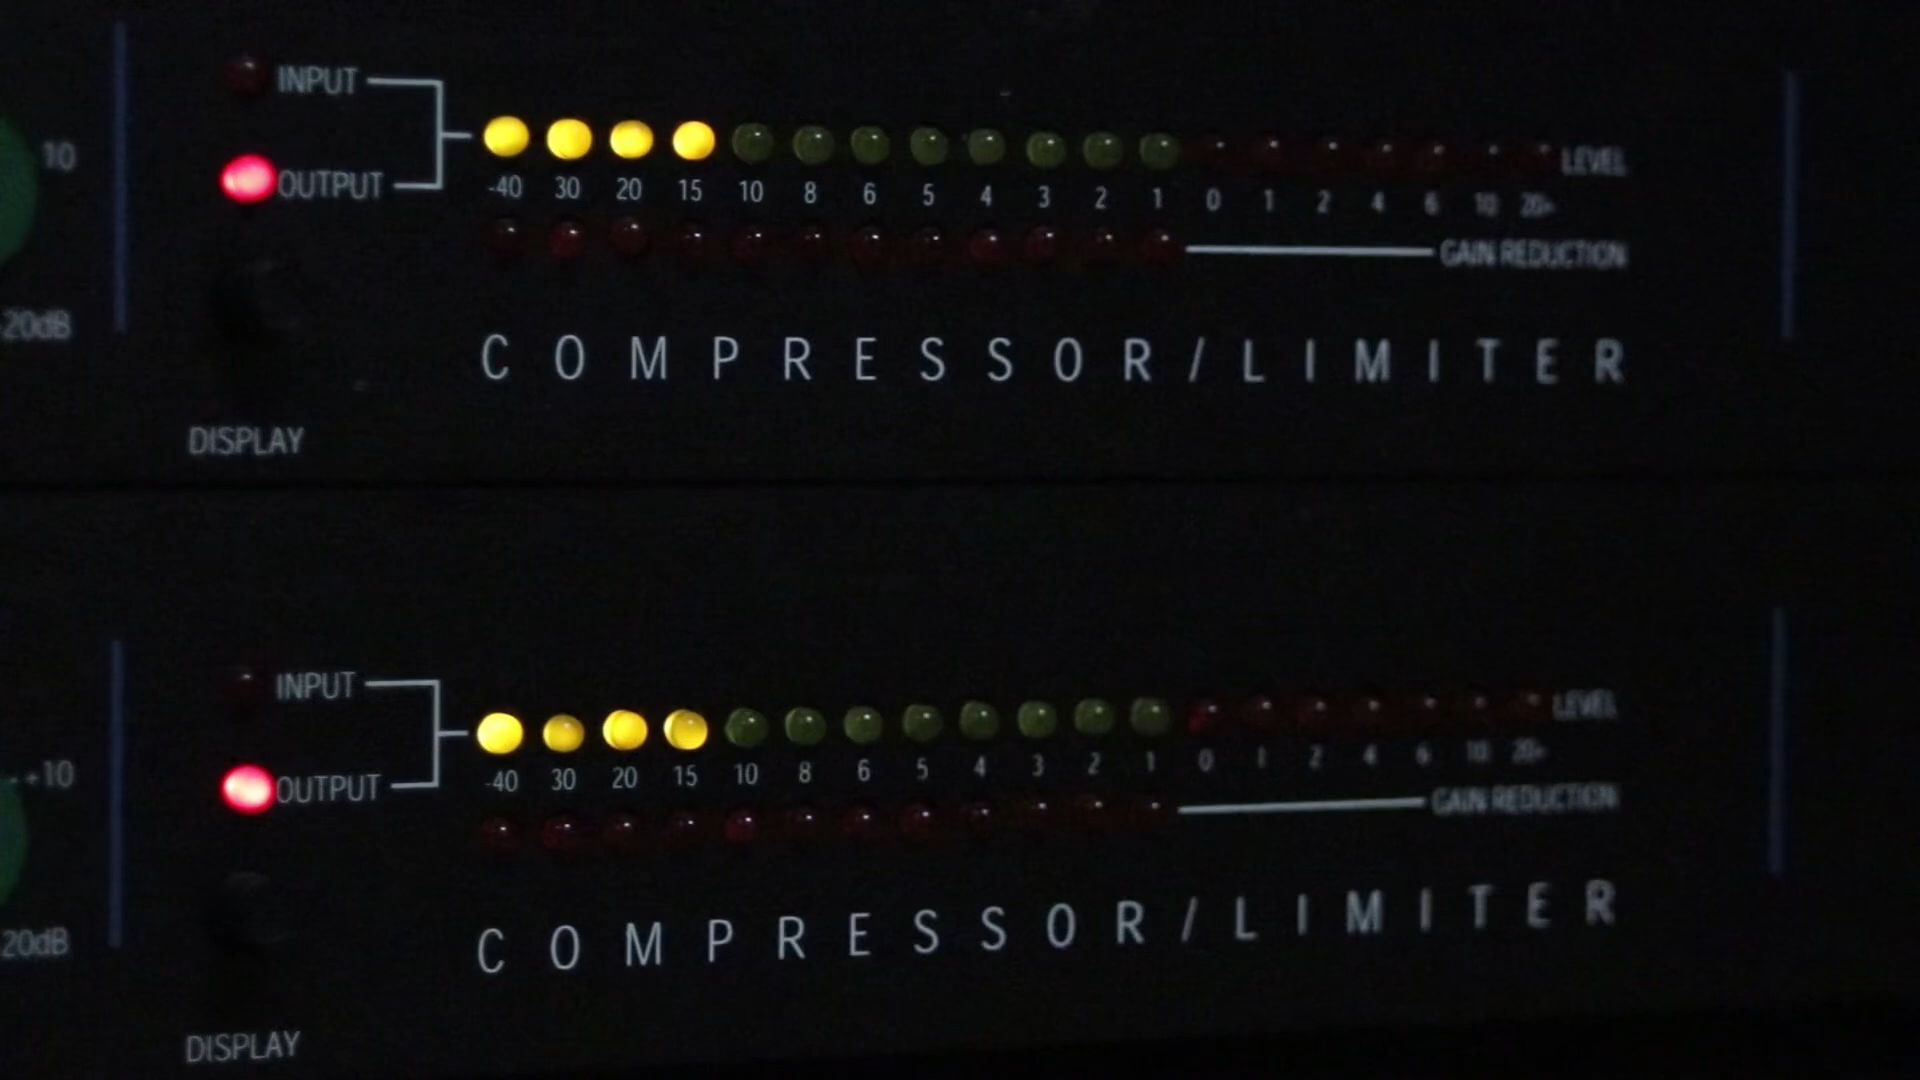 INPUT
10
LEVEL
OUTPUT
-40 30 20 15 10 8 6 5 4 3 2 1 0 1 2 4 6 10 20+
GAIN REDUCTION
20dB
COMPRESSOR/LIMITER
DISPLAY
INPUT
LEVEL
+10
OUTPUT
-40 30 20 15 10 8 6 5 4 3 2 1 0 1 2 4 6 10 20+
GAIN REDUCTION
20dB
COMPRESSOR/LIMITER
DISPLAY